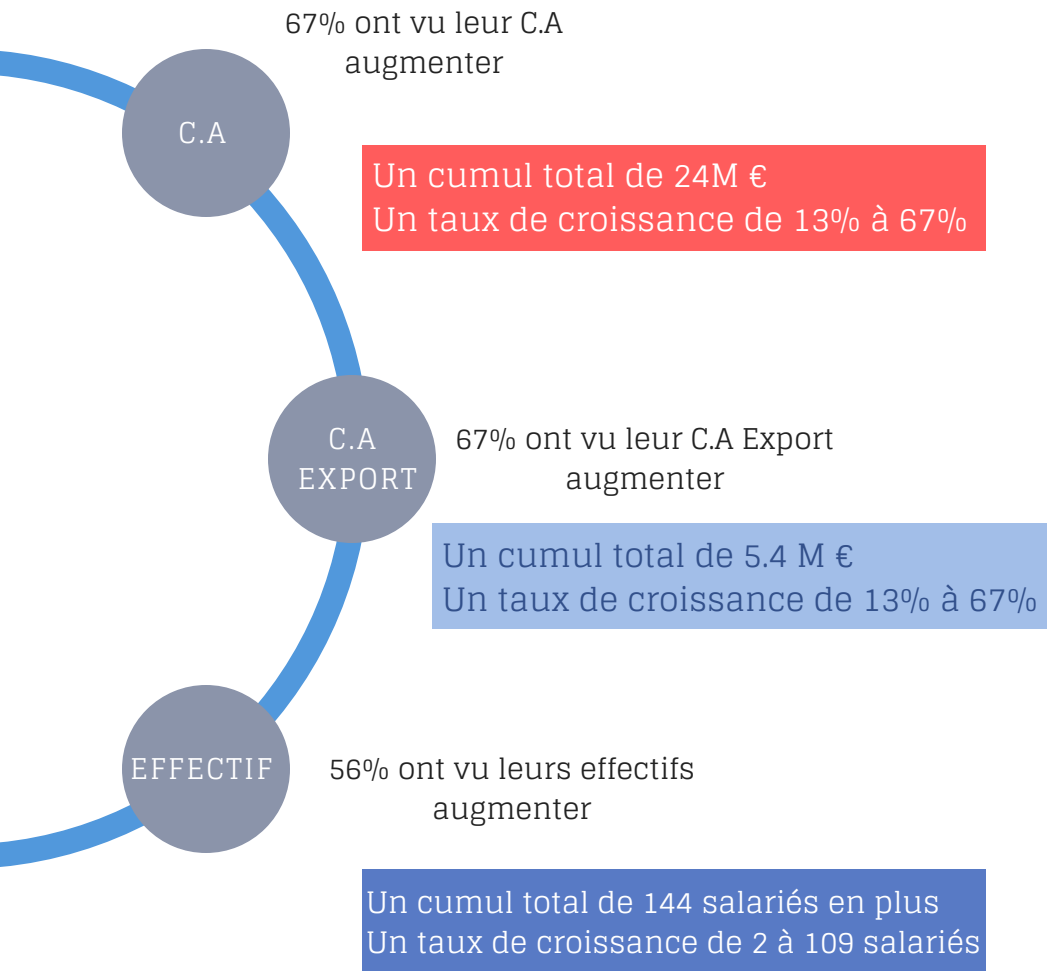 67% ont vu leur C.A
augmenter
C.A
Un cumul total de 24M €
Un taux de croissance de 13% à 67%
C.A
EXPORT
67% ont vu leur C.A Export
augmenter
Un cumul total de 5.4 M €
Un taux de croissance de 13% à 67%
EFFECTIF
56% ont vu leurs effectifs
augmenter
Un cumul total de 144 salariés en plus
Un taux de croissance de 2 à 109 salariés